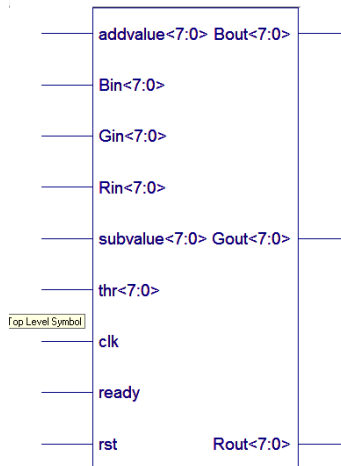 addvalue<7:0> Bout<7:0>
Bin<7:0>
Gin<7:0>
Rin<7:0>
subvalue<7:0> Gout<7:0>
thr<7:0>
Top Level Symbol
clk
ready
rst Rout<7:0>